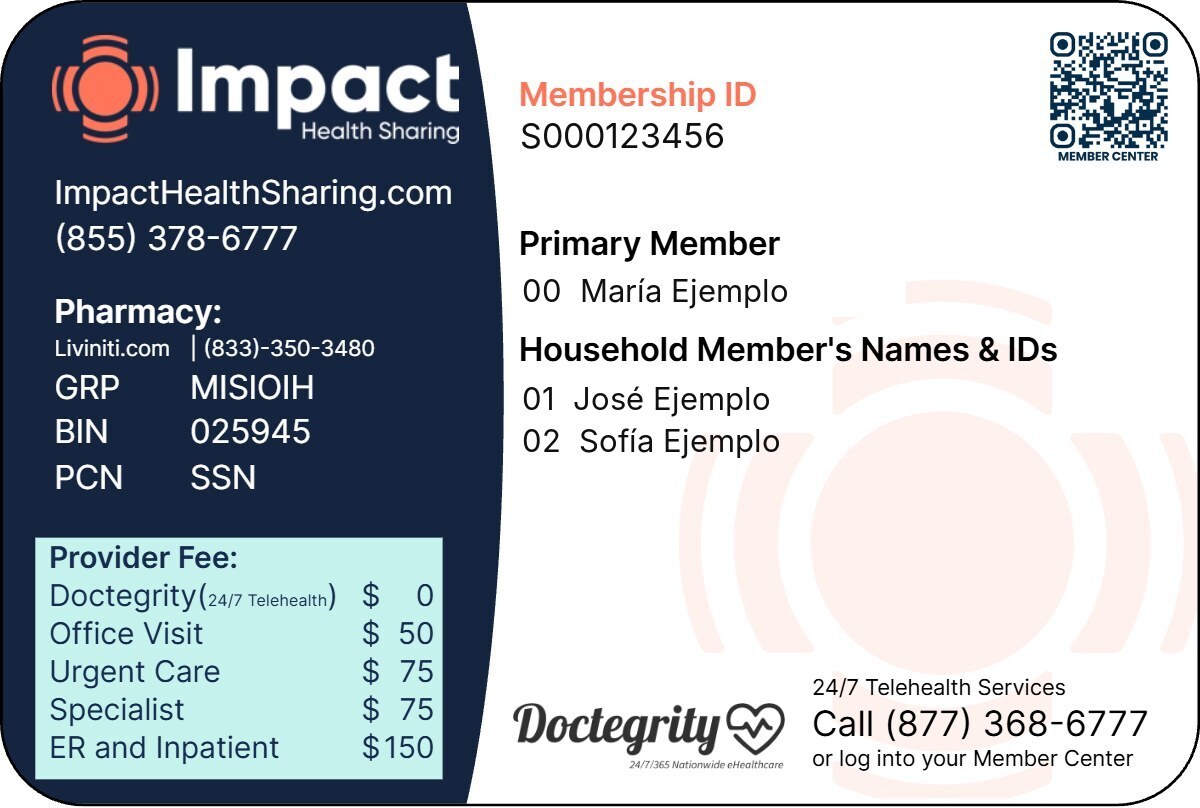 Impact
Health Sharing
ImpactHealthSharing.com
(855) 378-6777
Pharmacy:
Liviniti.com | (833)-350-3480
GRP MISIOIH
BIN 025945
PCN SSN
Provider Fee:
Doctegrity(24/7 Telehealth) $ 0
Office Visit $ 50
Urgent Care $ 75
Specialist $ 75
ER and Inpatient $150
Membership ID
S000123456
MEMBER CENTER
Primary Member
00 María Ejemplo
Household Member's Names & IDs
01 José Ejemplo
02 Sofía Ejemplo
Doctegrity
24/7/365 Nationwide eHealthcare
24/7 Telehealth Services
Call (877) 368-6777
or log into your Member Center